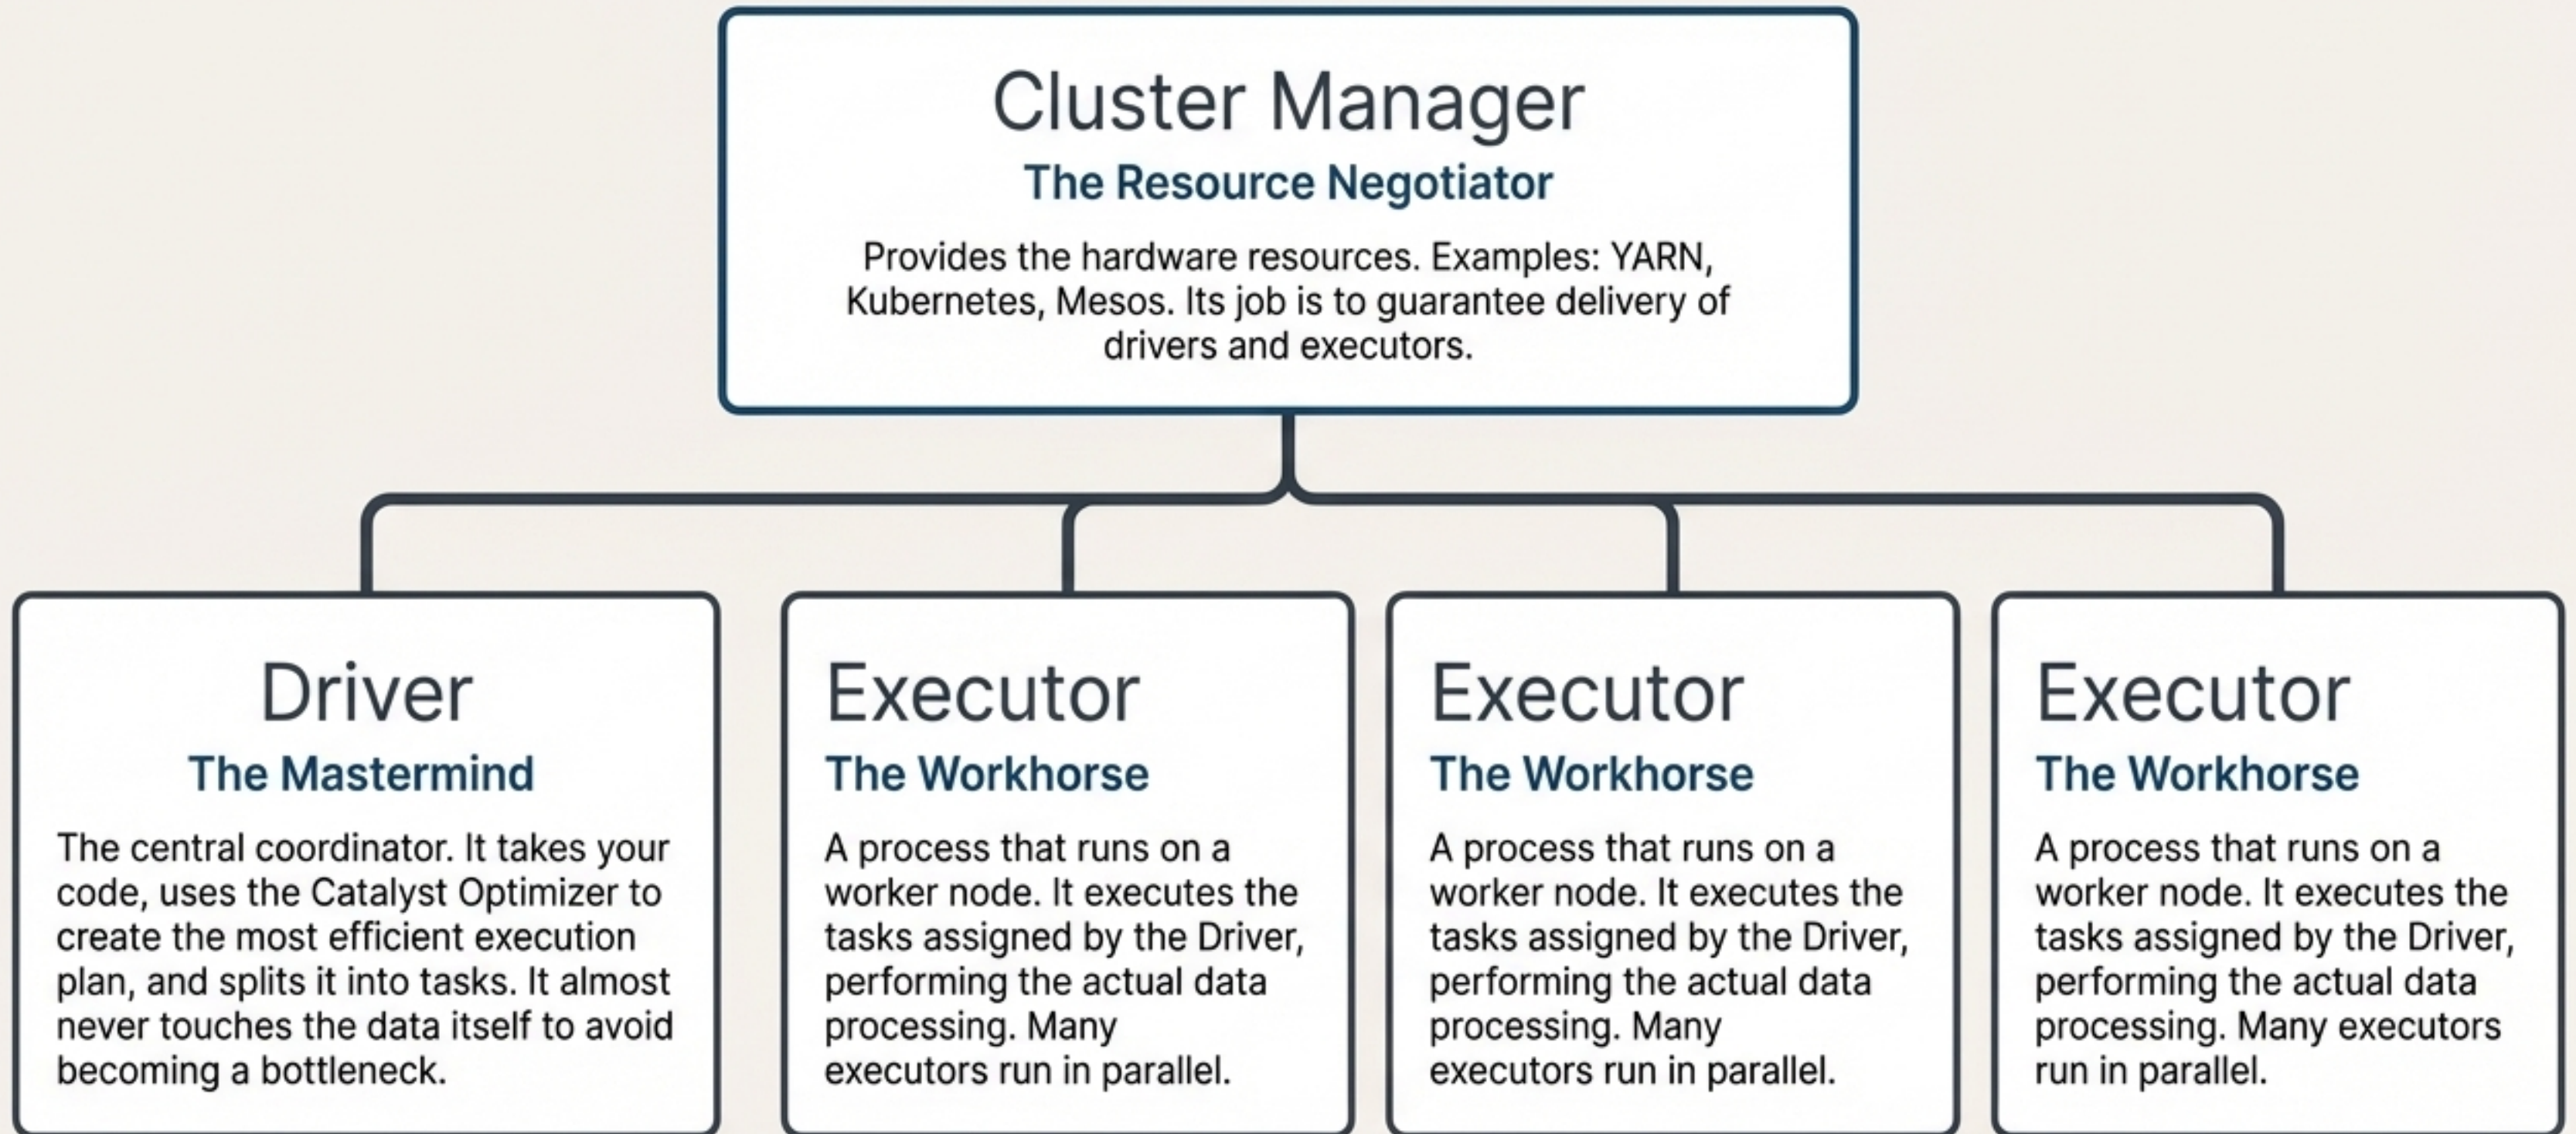 Cluster Manager
The Resource Negotiator
Provides the hardware resources. Examples: YARN,
Kubernetes, Mesos. Its job is to guarantee delivery of
drivers and executors.
Driver
The Mastermind
The central coordinator. It takes your
code, uses the Catalyst Optimizer to
create the most efficient execution
plan, and splits it into tasks. It almost
never touches the data itself to avoid
becoming a bottleneck.
Executor
The Workhorse
A process that runs on a
worker node. It executes the
tasks assigned by the Driver,
performing the actual data
processing. Many
executors run in parallel.
Executor
The Workhorse
A process that runs on a
worker node. It executes the
tasks assigned by the Driver,
performing the actual data
processing. Many
executors run in parallel.
Executor
The Workhorse
A process that runs on a
worker node. It executes the
tasks assigned by the Driver,
performing the actual data
processing. Many executors
run in parallel.